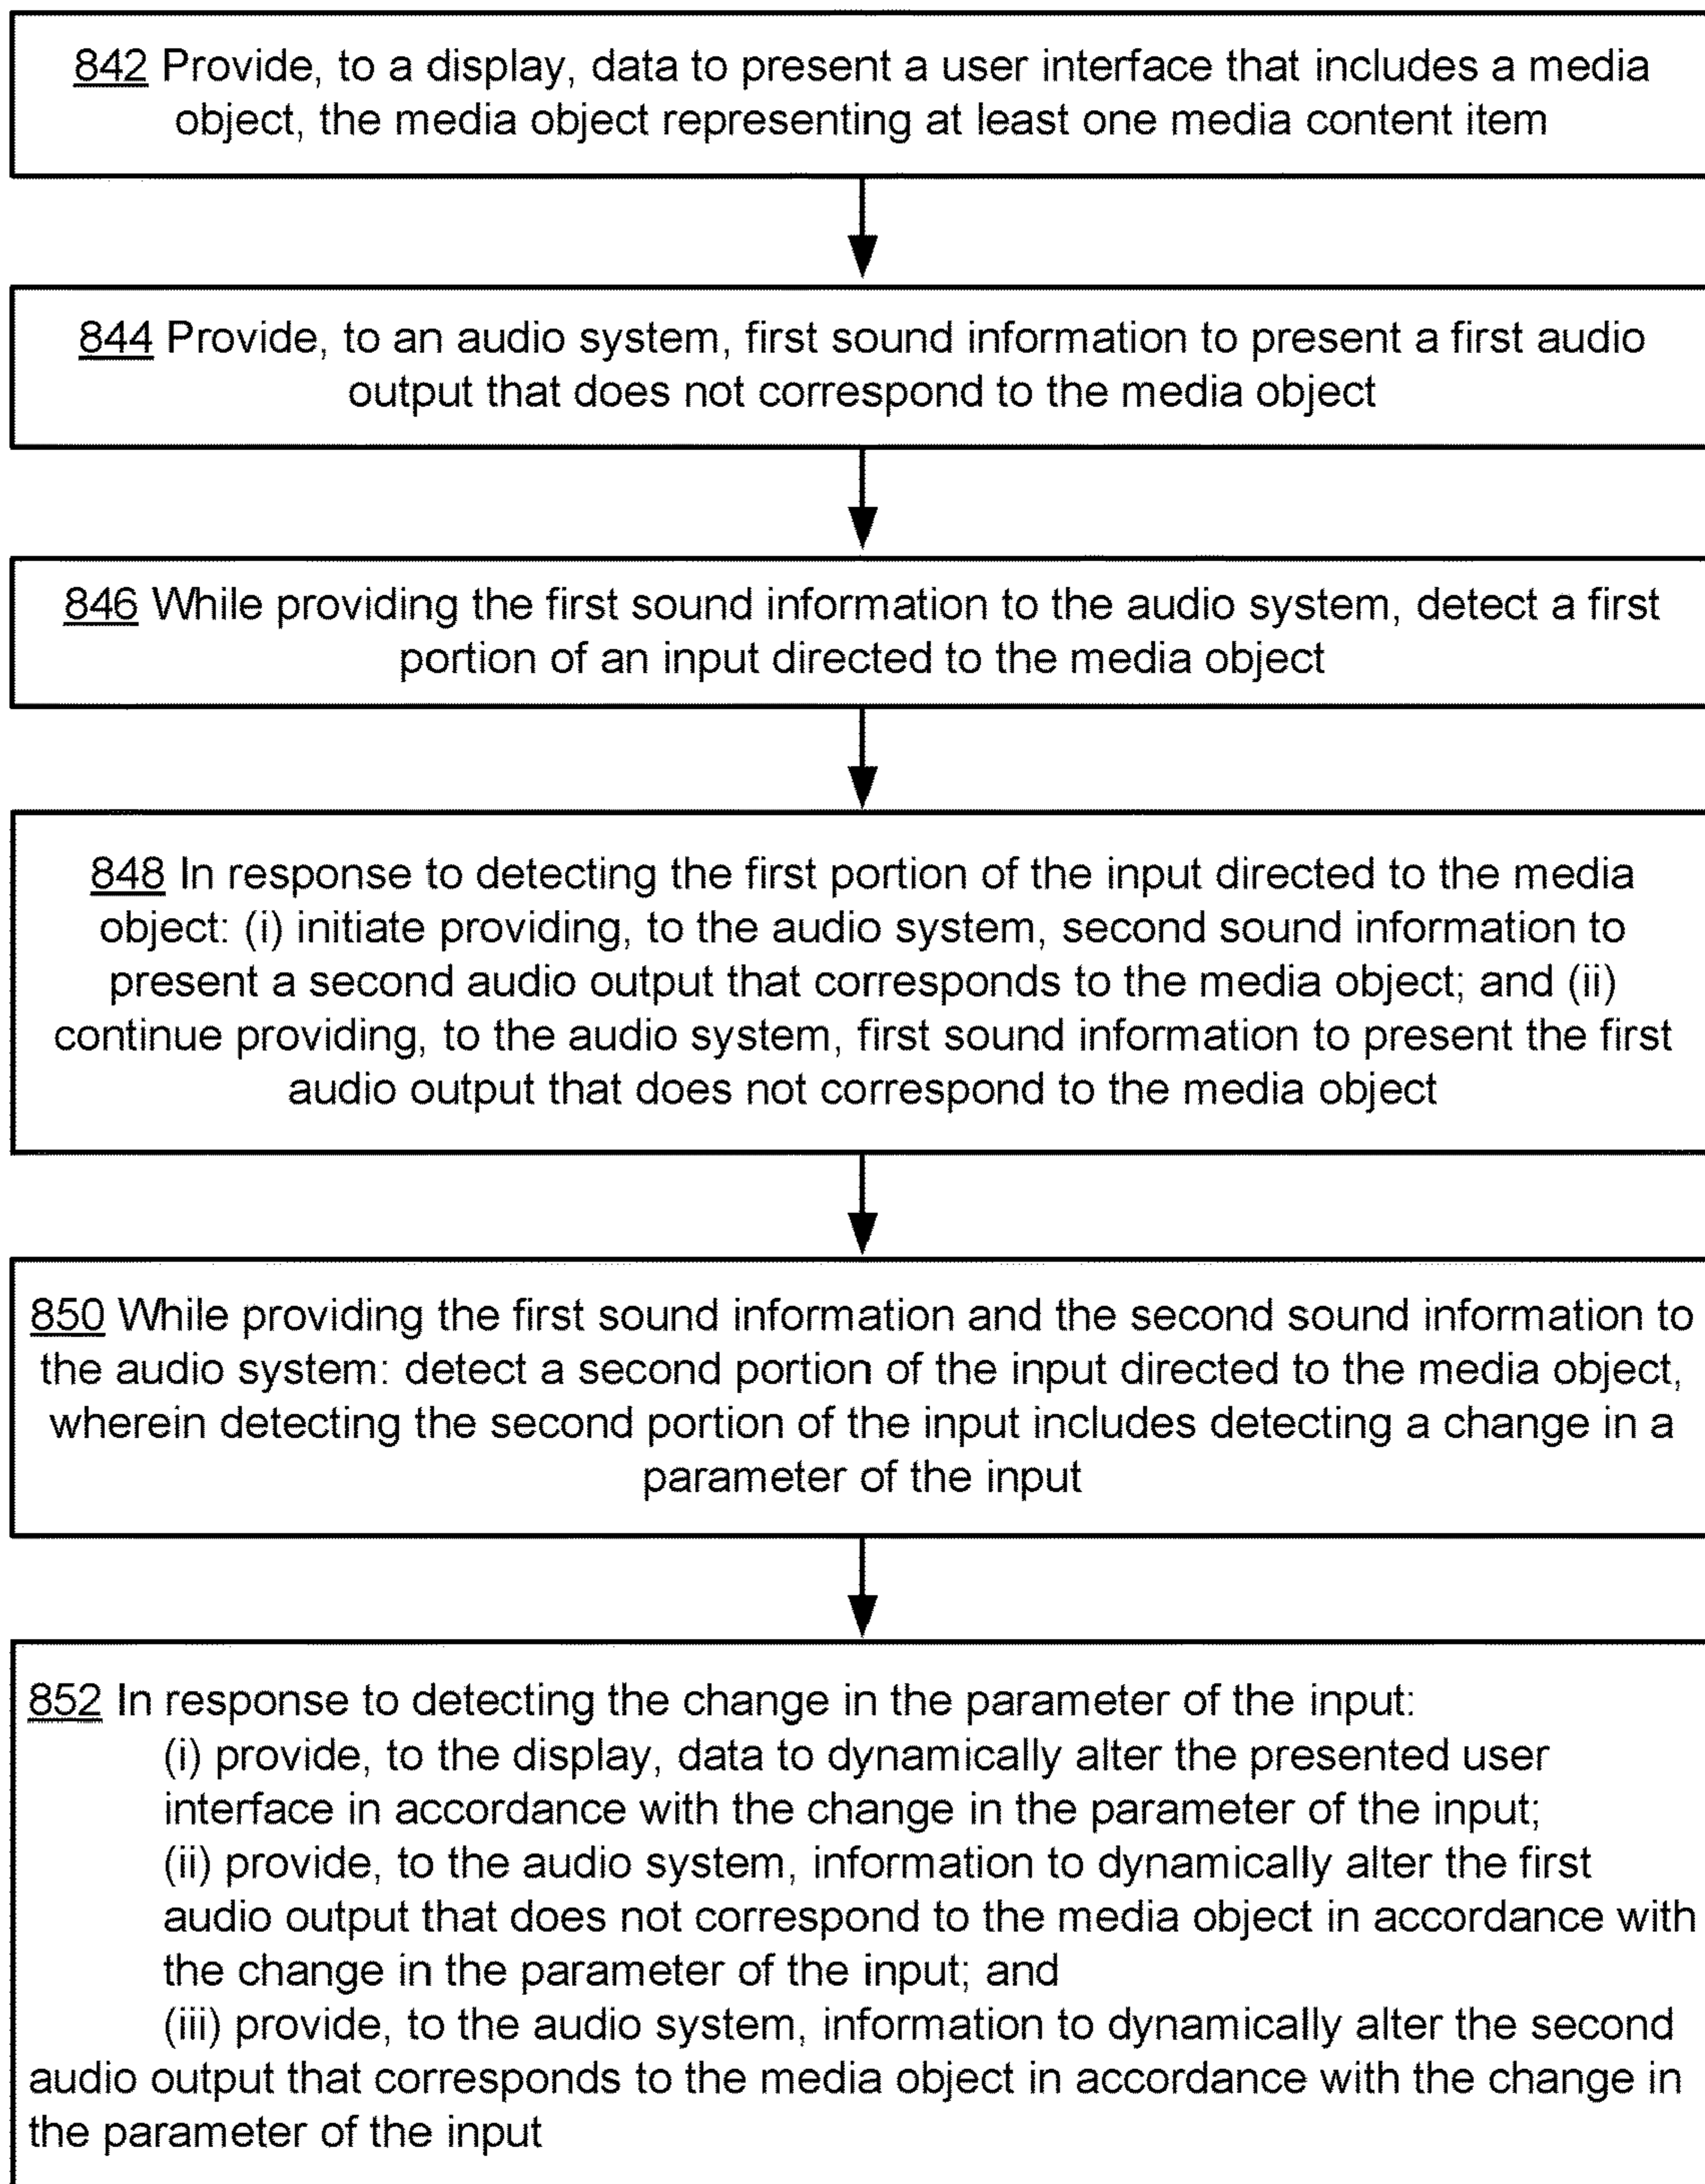 842 Provide, to a display, data to present a user interface that includes a media
object, the media object representing at least one media content item
844 Provide, to an audio system, first sound information to present a first audio
output that does not correspond to the media object
846 While providing the first sound information to the audio system, detect a first
portion of an input directed to the media object
848 In response to detecting the first portion of the input directed to the media
object: (i) initiate providing, to the audio system, second sound information to
present a second audio output that corresponds to the media object; and (ii)
continue providing, to the audio system, first sound information to present the first
audio output that does not correspond to the media object
850 While providing the first sound information and the second sound information to
the audio system: detect a second portion of the input directed to the media object,
wherein detecting the second portion of the input includes detecting a change in a
parameter of the input
852 In response to detecting the change in the parameter of the input:
(i) provide, to the display, data to dynamically alter the presented user
interface in accordance with the change in the parameter of the input;
(ii) provide, to the audio system, information to dynamically alter the first
audio output that does not correspond to the media object in accordance with
the change in the parameter of the input; and
(iii) provide, to the audio system, information to dynamically alter the second
audio output that corresponds to the media object in accordance with the change in
the parameter of the input